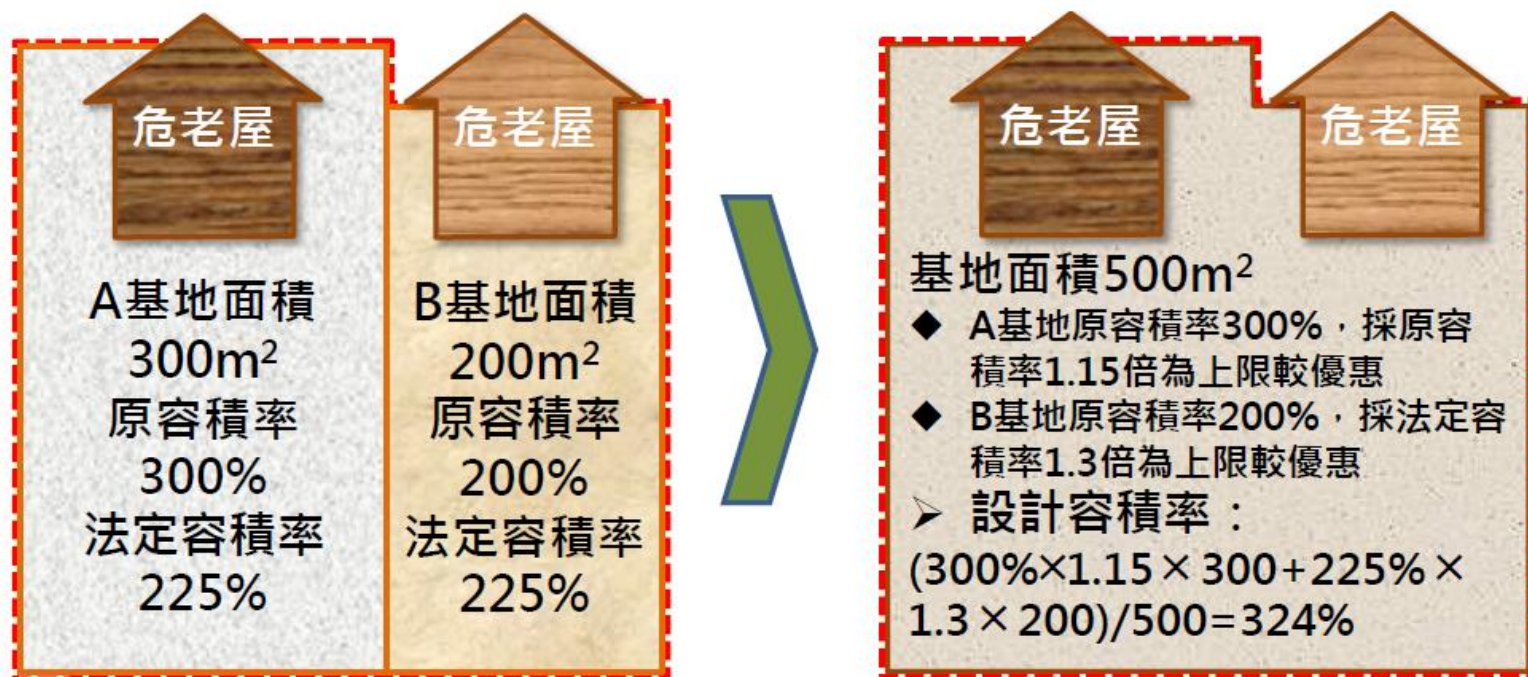 危老屋
A基地面積
300m²
原容積率
300%
法定容積率
225%
危老屋
B基地面積
200m²
原容積率
200%
法定容積率
225%
危老屋
危老屋
基地面積500m²
◆ A基地原容積率300%，採原容
積率1.15倍為上限較優惠
◆ B基地原容積率200%，採法定容
積率1.3倍為上限較優惠
➢ 設計容積率：
(300%×1.15×300+225%×
1.3×200)/500=324%